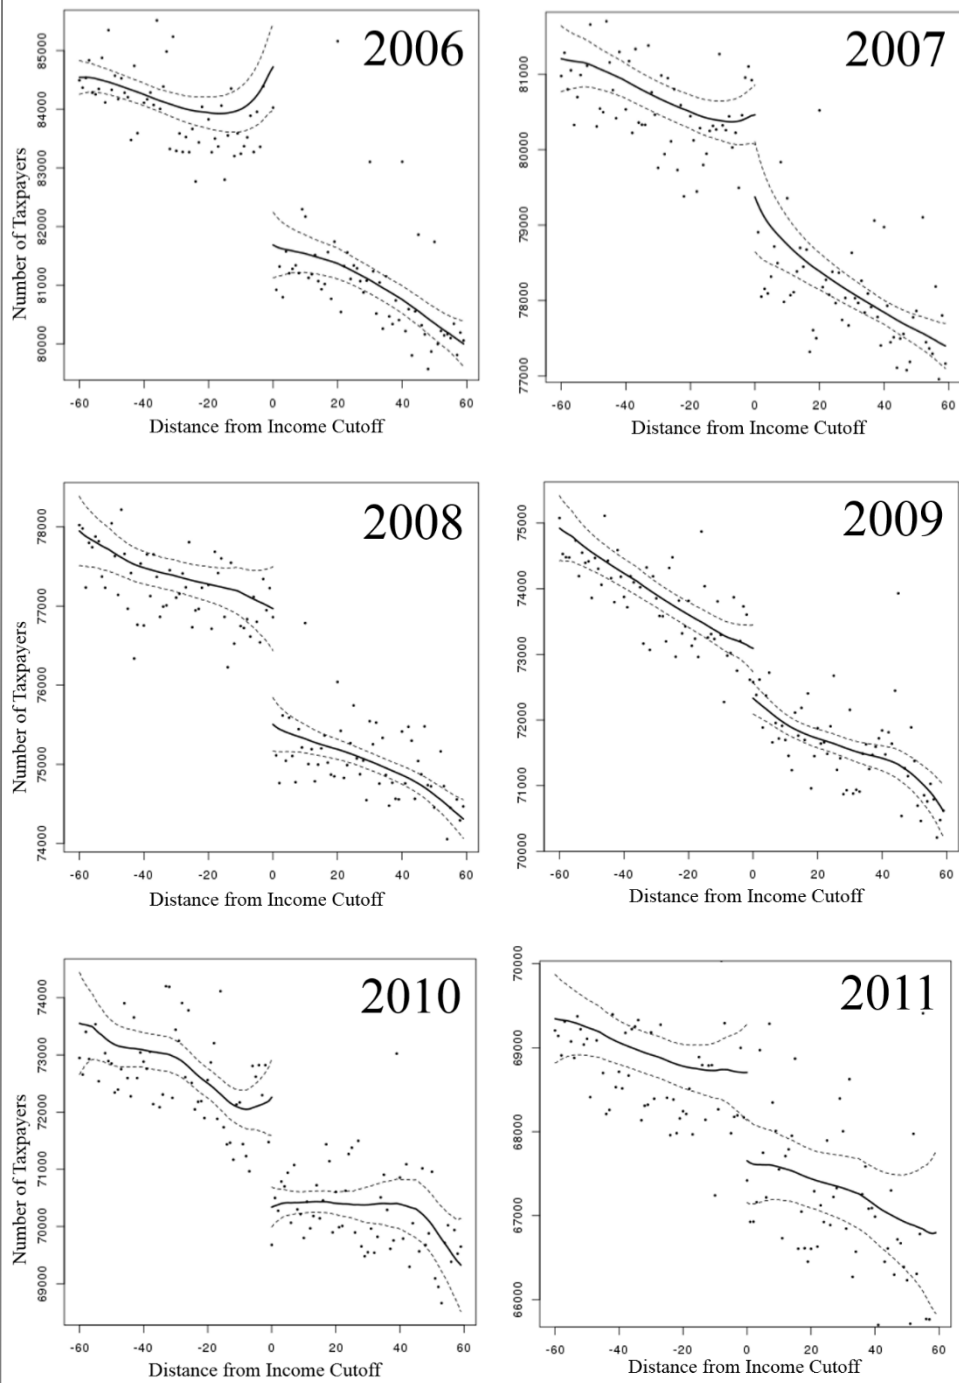 2006
Number of Taxpayers
85000
84000
83000
82000
81000
80000
-60 -40 -20 0 20 40 60
Distance from Income Cutoff
2007
81000
80000
79000
78000
77000
-60 -40 -20 0 20 40 60
Distance from Income Cutoff
2008
Number of Taxpayers
78000
77000
76000
75000
74000
-60 -40 -20 0 20 40 60
Distance from Income Cutoff
2009
75000
74000
73000
72000
71000
70000
-60 -40 -20 0 20 40 60
Distance from Income Cutoff
2010
Number of Taxpayers
74000
73000
72000
71000
70000
69000
-60 -40 -20 0 20 40 60
Distance from Income Cutoff
2011
70000
69000
68000
67000
66000
-60 -40 -20 0 20 40 60
Distance from Income Cutoff